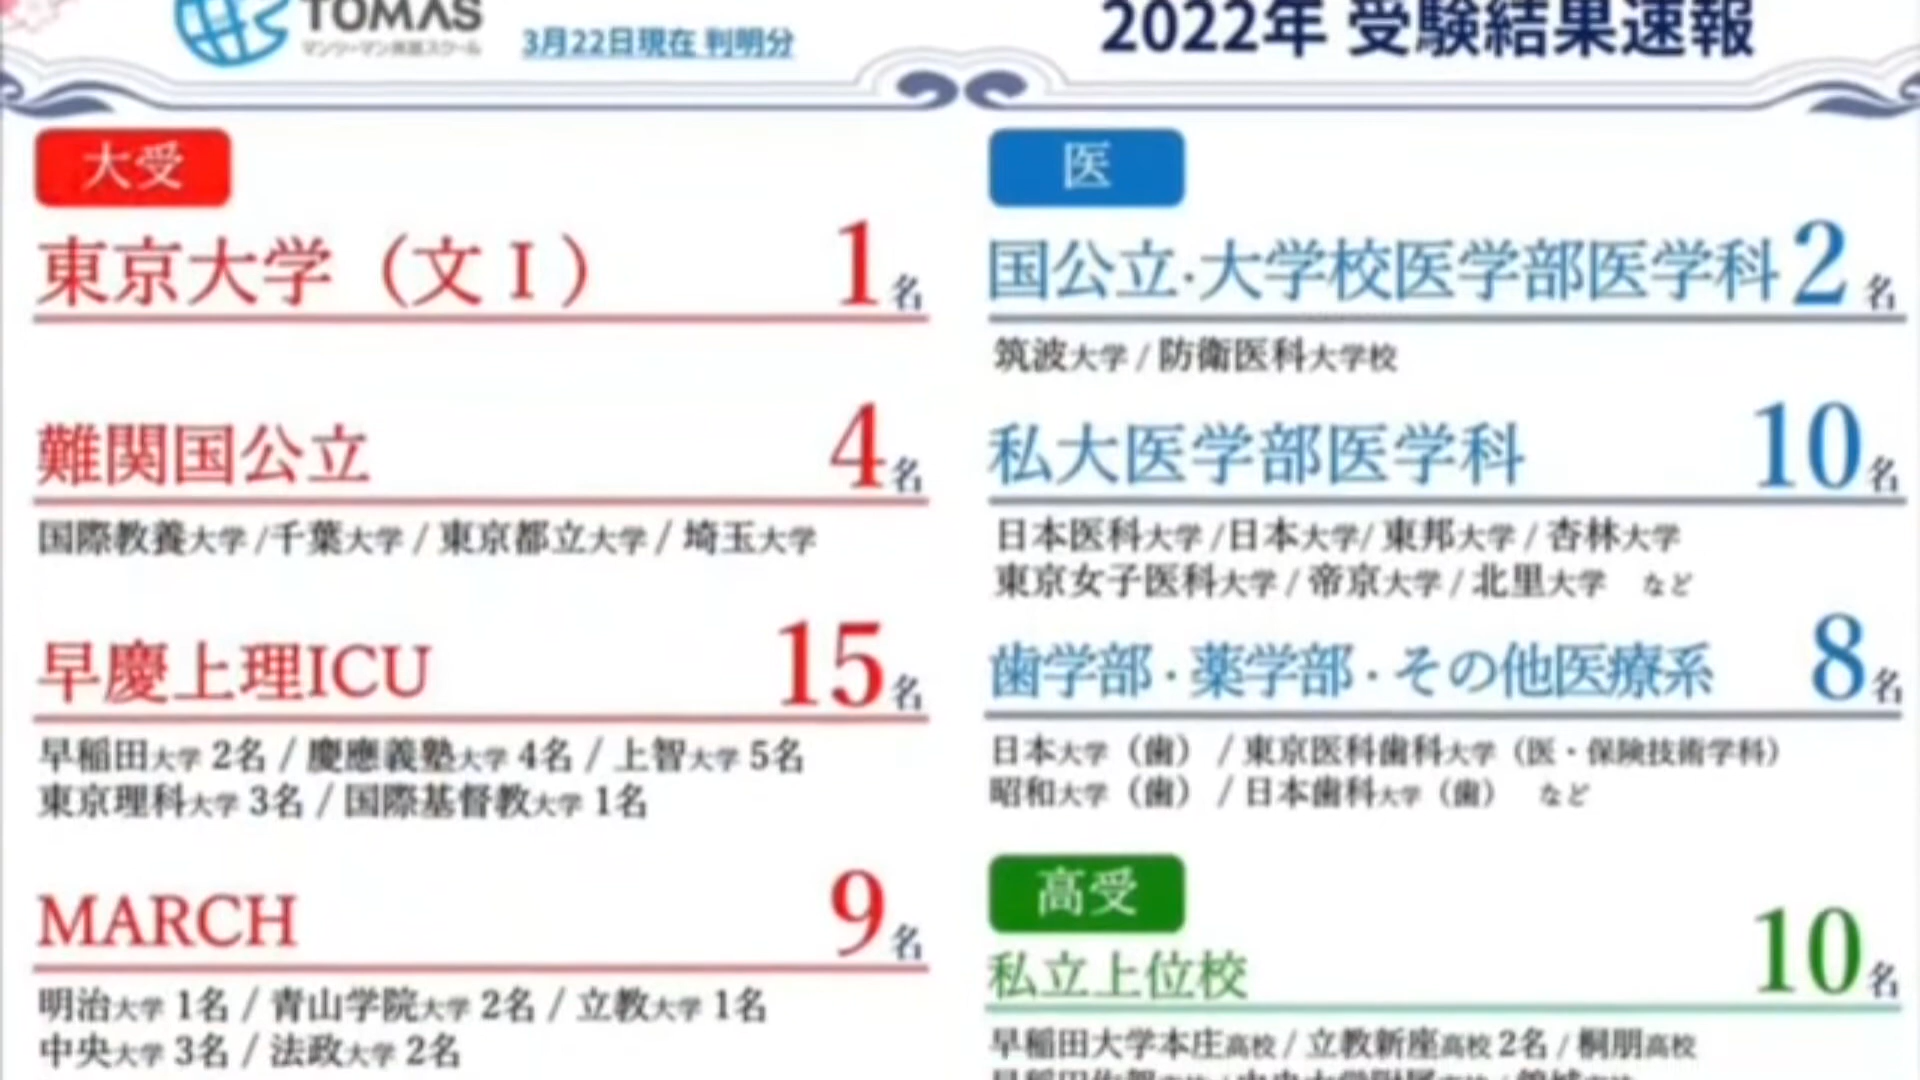 TOMAS
マンツーマン英語スクール
3月22日現在 判明分
2022年 受験結果速報
大受
東京大学（文Ⅰ） 1名
難関国公立 4名
国際教養大学 /千葉大学 / 東京都立大学 / 埼玉大学
早慶上理ICU 15名
早稲田大学 2名 / 慶應義塾大学 4名 / 上智大学 5名
東京理科大学 3名 / 国際基督教大学 1名
MARCH 9名
明治大学 1名 / 青山学院大学 2名 / 立教大学 1名
中央大学 3名 / 法政大学 2名
医
国公立·大学校医学部医学科 2名
筑波大学 / 防衛医科大学校
私大医学部医学科 10名
日本医科大学 /日本大学/ 東邦大学 / 杏林大学
東京女子医科大学 / 帝京大学 / 北里大学 など
歯学部·薬学部·その他医療系 8名
日本大学（歯） / 東京医科歯科大学（医・保険技術学科）
昭和大学（歯） / 日本歯科大学（歯） など
高受
私立上位校 10名
早稲田大学本庄高校 / 立教新座高校 2名 / 桐朋高校